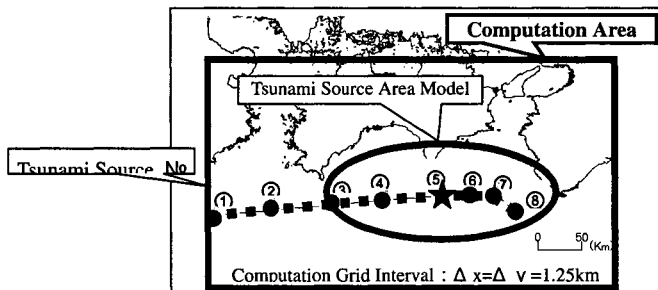 Computation Area
Tsunami Source Area Model
Tsunami Source No
① ② ③ ④ ⑤ ⑥ ⑦ ⑧
0 50
(Km)
Computation Grid Interval : Δ x=Δ y =1.25km